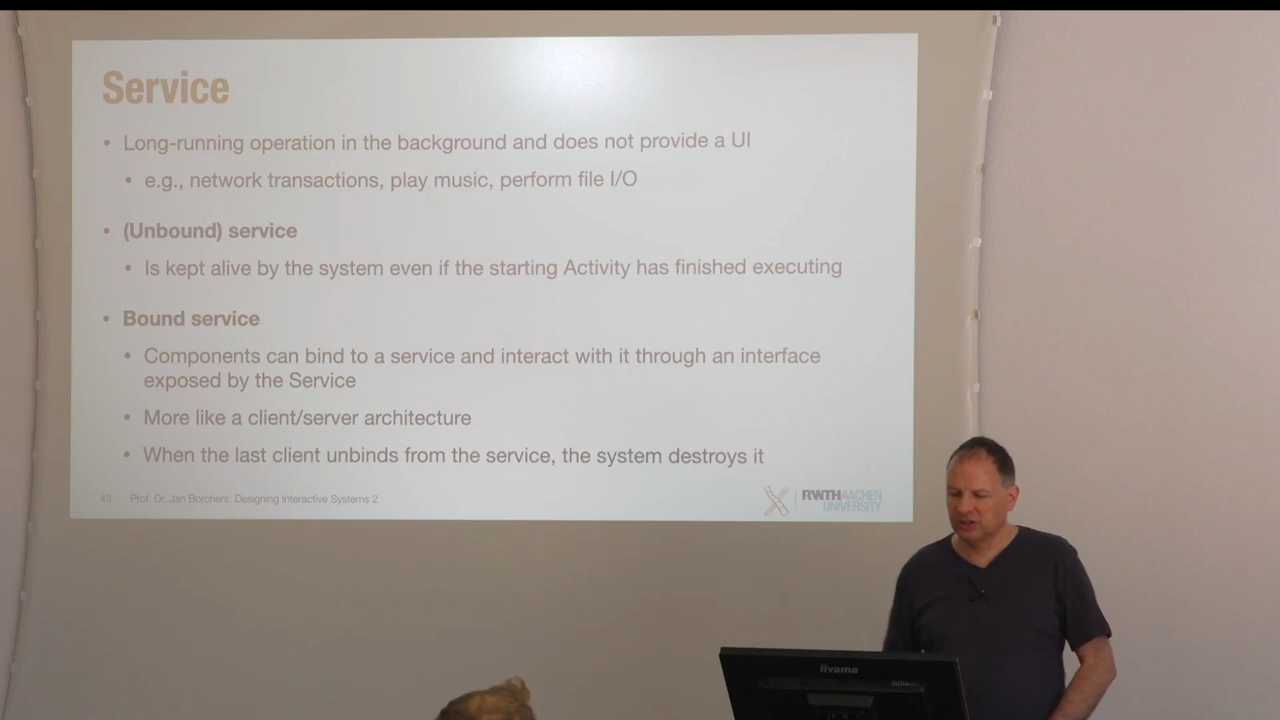 Service
• Long-running operation in the background and does not provide a UI
• e.g., network transactions, play music, perform file I/O
• (Unbound) service
• Is kept alive by the system even if the starting Activity has finished executing
• Bound service
• Components can bind to a service and interact with it through an interface
exposed by the Service
• More like a client/server architecture
• When the last client unbinds from the service, the system destroys it
43 Prof. Dr. Jan Borchers: Designing Interactive Systems 2
RWTHAACHEN
UNIVERSITY
iiyama